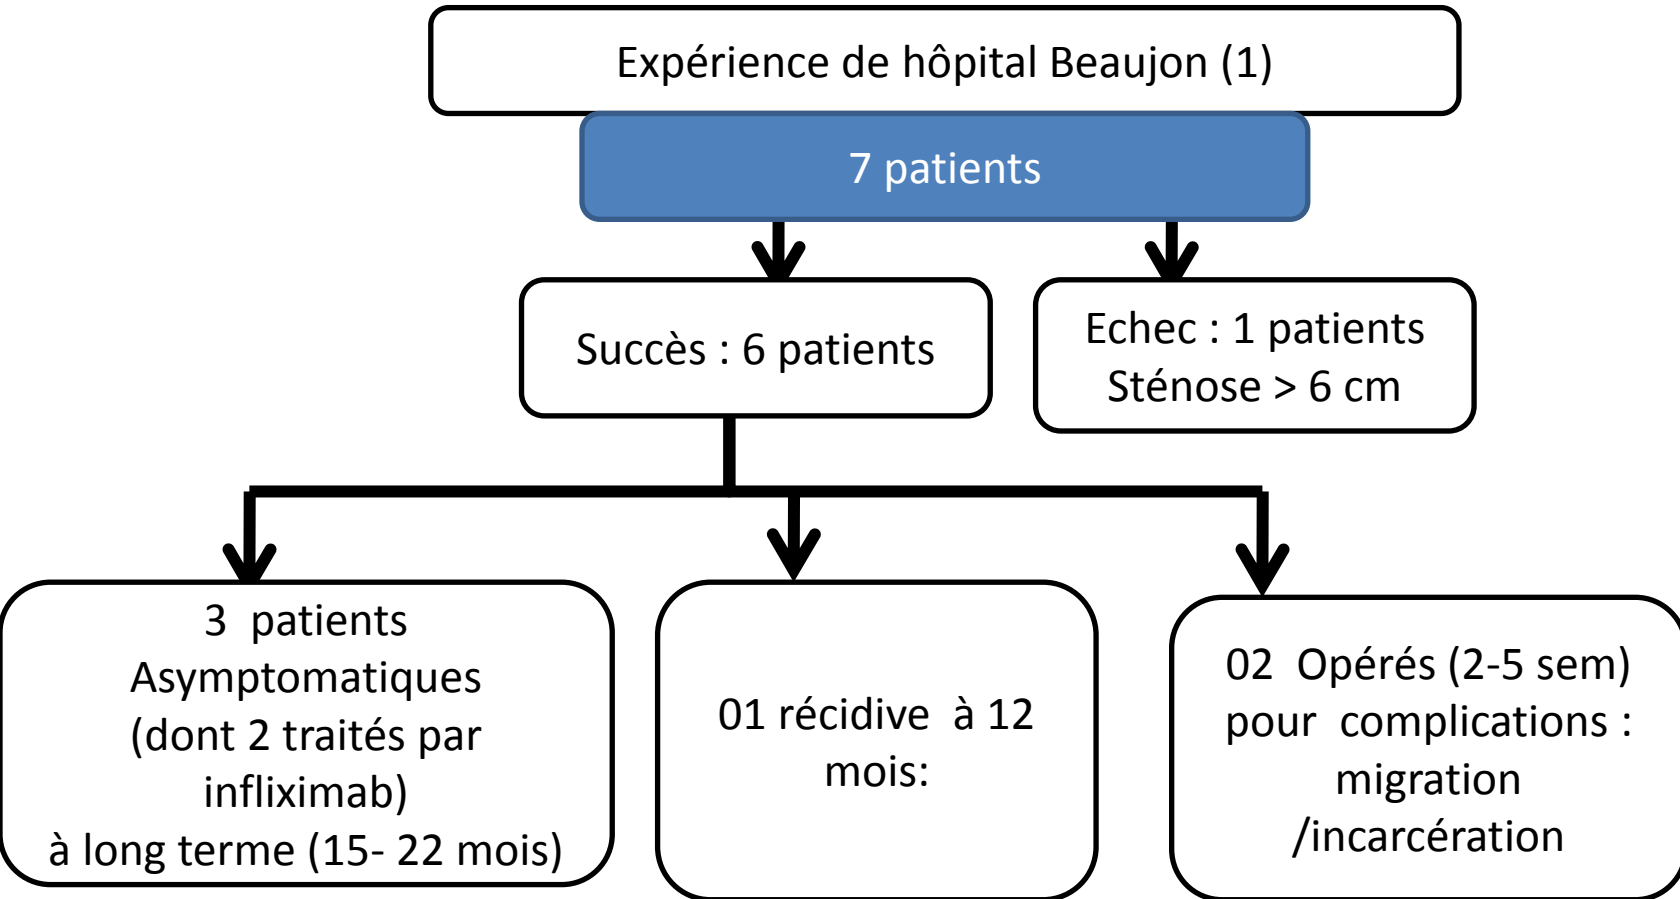 Expérience de hôpital Beaujon (1)
7 patients
Succès : 6 patients
Echec : 1 patients
Sténose > 6 cm
3 patients
Asymptomatiques
(dont 2 traités par
infliximab)
à long terme (15- 22 mois)
01 récidive à 12
mois:
02 Opérés (2-5 sem)
pour complications :
migration
/incarcération